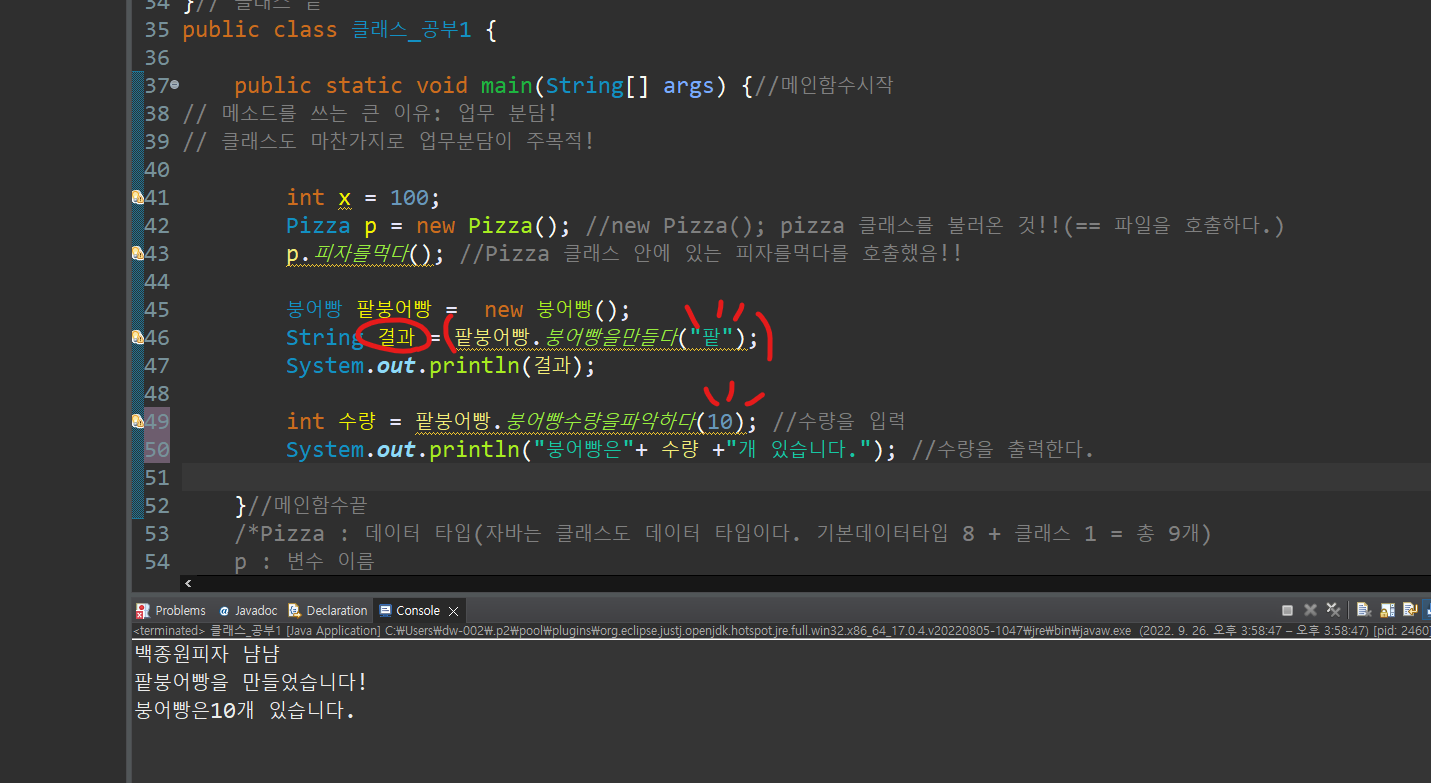 34 }// 클래스 끝
35 public class 클래스_공부1 {
36
37 public static void main(String[] args) {//메인함수시작
38 // 메소드를 쓰는 큰 이유: 업무 분담!
39 // 클래스도 마찬가지로 업무분담이 주목적!
40
41 int x = 100;
42 Pizza p = new Pizza(); //new Pizza(); pizza 클래스를 불러온 것!!(== 파일을 호출하다.)
43 p.피자를먹다(); //Pizza 클래스 안에 있는 피자를먹다를 호출했음!!
44
45 붕어빵 팥붕어빵 =  new 붕어빵();
46 String 결과 = 팥붕어빵.붕어빵을만들다("팥");
47 System.out.println(결과);
48
49 int 수량 = 팥붕어빵.붕어빵수량을파악하다(10); //수량을 입력
50 System.out.println("붕어빵은"+ 수량 +"개 있습니다."); //수량을 출력한다.
51
52 }//메인함수끝
53 /*Pizza : 데이터 타입(자바는 클래스도 데이터 타입이다. 기본데이터타입 8 + 클래스 1 = 총 9개)
54 p : 변수 이름
Problems @ Javadoc Declaration Console
<terminated> 클래스_공부1 [Java Application] C:₩Users₩dw-002₩.p2₩pool₩plugins₩org.eclipse.justj.openjdk.hotspot.jre.full.win32.x86_64_17.0.4.v20220805-1047₩jre₩bin₩javaw.exe (2022. 9. 26. 오후 3:58:47 – 오후 3:58:47) [pid: 2460
백종원피자 냠냠
팥붕어빵을 만들었습니다!
붕어빵은10개 있습니다.